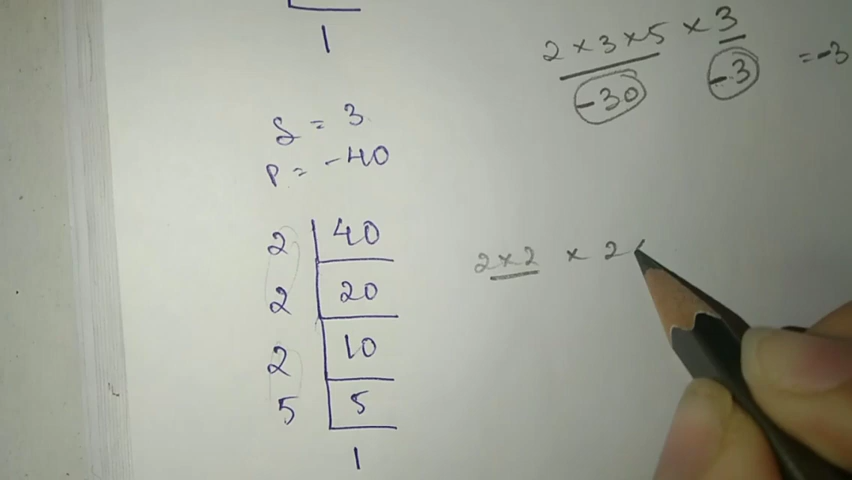 1
2 × 3 × 5 × 3
-30 -3 = -3
S = 3
P = -40
2 40
2 20
2 10
5 5
1
2 × 2 × 2